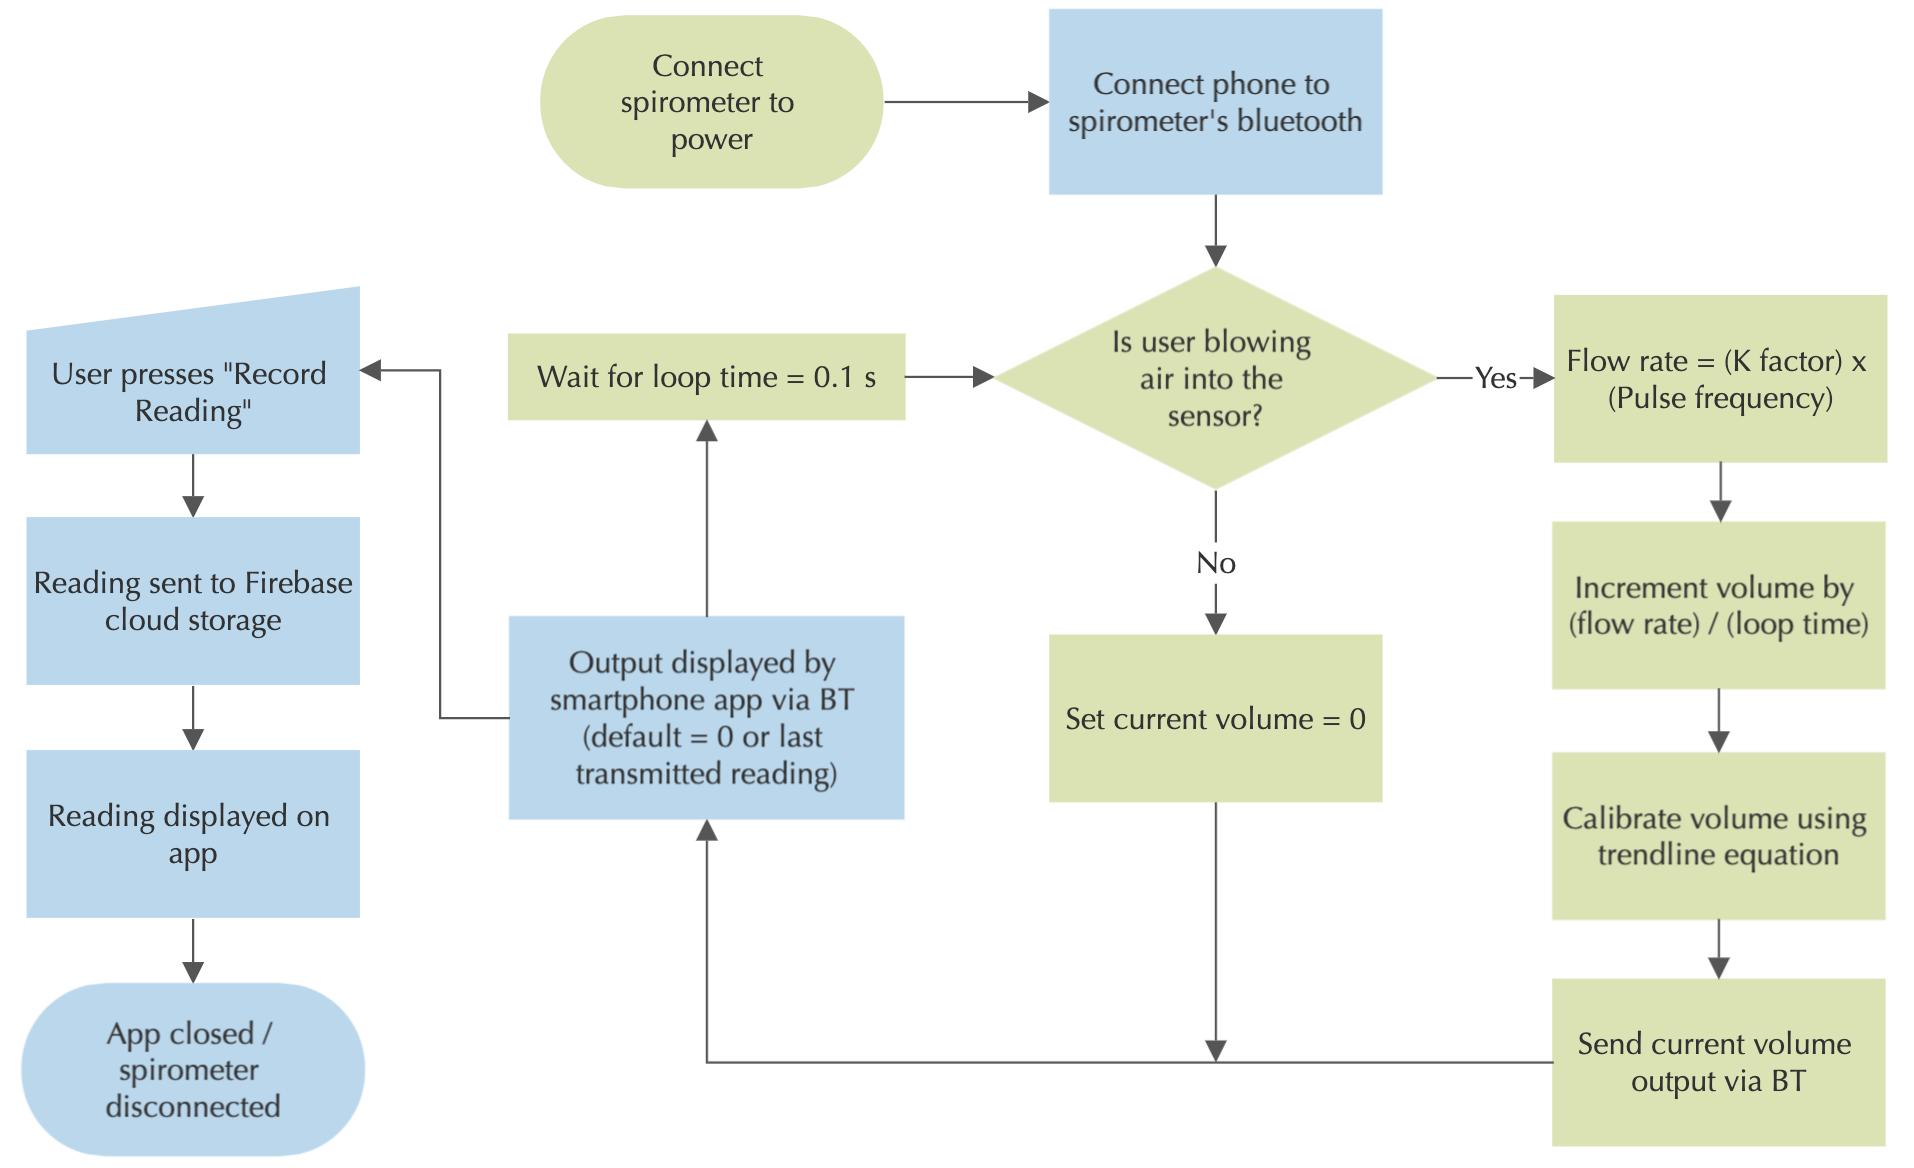 Connect
spirometer to
power
Connect phone to
spirometer's bluetooth
Is user blowing
air into the
sensor?
Yes
Flow rate = (K factor) x
(Pulse frequency)
Increment volume by
(flow rate) / (loop time)
Calibrate volume using
trendline equation
Send current volume
output via BT
No
Set current volume = 0
Output displayed by
smartphone app via BT
(default = 0 or last
transmitted reading)
Wait for loop time = 0.1 s
User presses "Record
Reading"
Reading sent to Firebase
cloud storage
Reading displayed on
app
App closed /
spirometer
disconnected